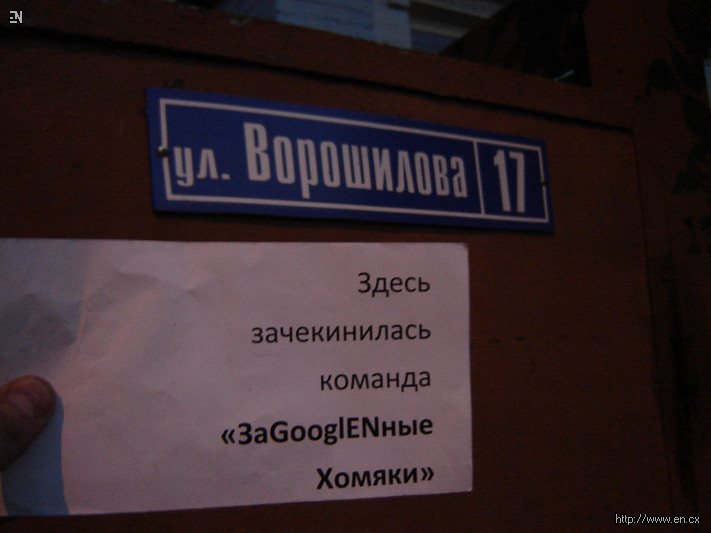 EN
ул. Ворошилова 17
Здесь
зачекинилась
команда
«ЗаGooglENные
Хомяки»
http://www.en.cx